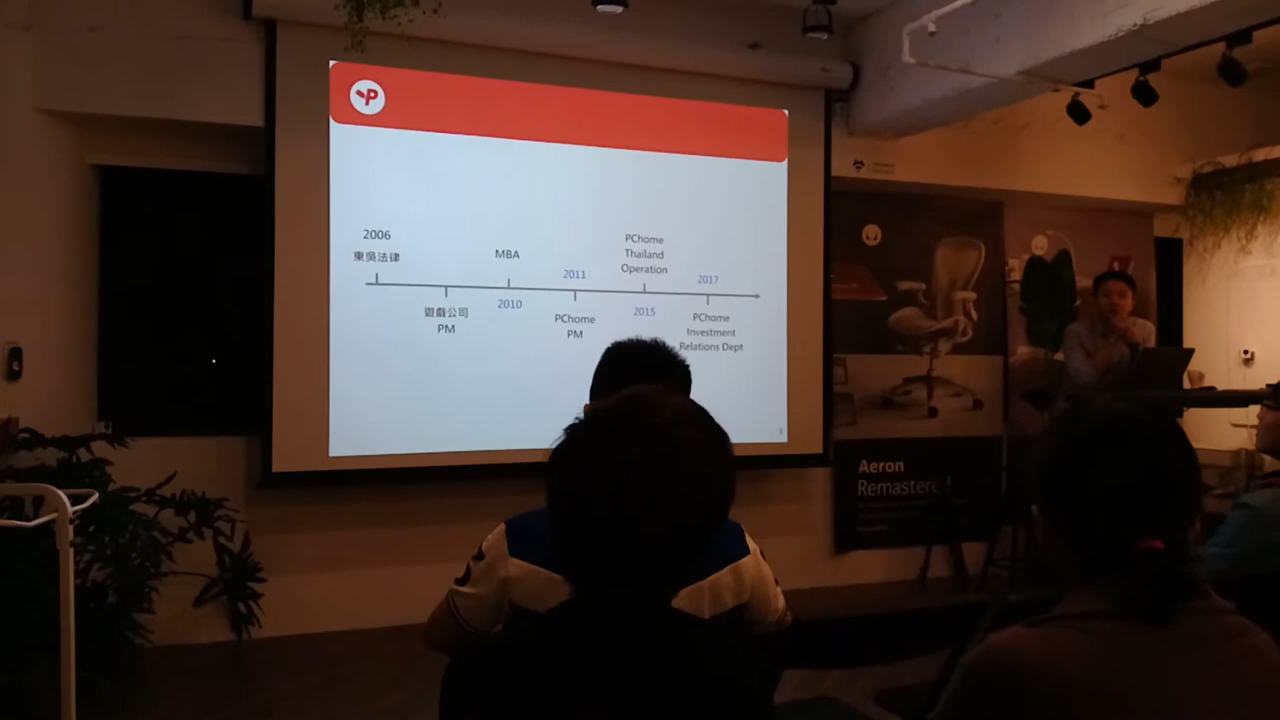 P
2006
東吳法律
遊戲公司
PM
MBA
2010
2011
PChome
PM
PChome
Thailand
Operation
2015
2017
PChome
Investment
Relations Dept
Aeron
Remastered